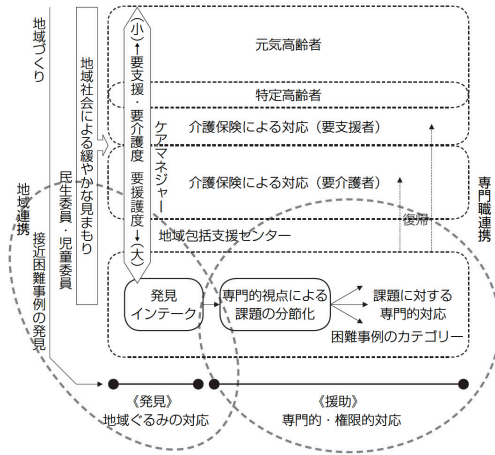 地域づくり
接近困難事例の発見
地域連携
地域社会による緩やかな見まもり
民生委員・児童委員
(小)←要支援・要介護度 要援護度→(大)
ケアマネジャー
元気高齢者
特定高齢者
介護保険による対応（要支援者）
介護保険による対応（要介護者）
復帰
専門職連携
地域包括支援センター
発見
インテーク
専門的視点による
課題の分節化
課題に対する
専門的対応
困難事例のカテゴリー
《発見》
地域ぐるみの対応
《援助》
専門的・権限的対応